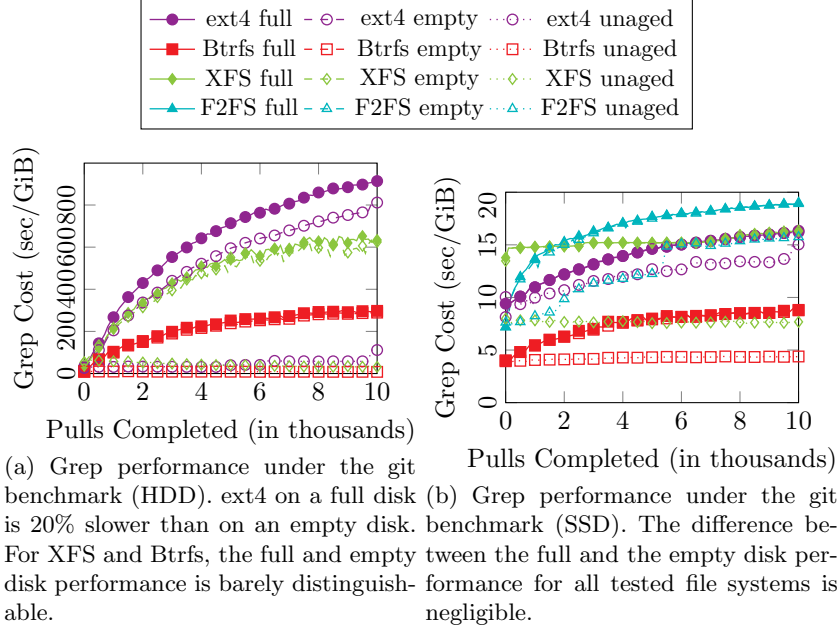 ext4 full ext4 empty ext4 unaged
Btrfs full Btrfs empty Btrfs unaged
XFS full XFS empty XFS unaged
F2FS full F2FS empty F2FS unaged
Grep Cost (sec/GiB)
0 200400600800
0 2 4 6 8 10
Pulls Completed (in thousands)
(a) Grep performance under the git
benchmark (HDD). ext4 on a full disk
is 20% slower than on an empty disk.
For XFS and Btrfs, the full and empty
disk performance is barely distinguish-
able.
Grep Cost (sec/GiB)
0 5 10 15 20
0 2 4 6 8 10
Pulls Completed (in thousands)
(b) Grep performance under the git
benchmark (SSD). The difference be-
tween the full and the empty disk per-
formance for all tested file systems is
negligible.